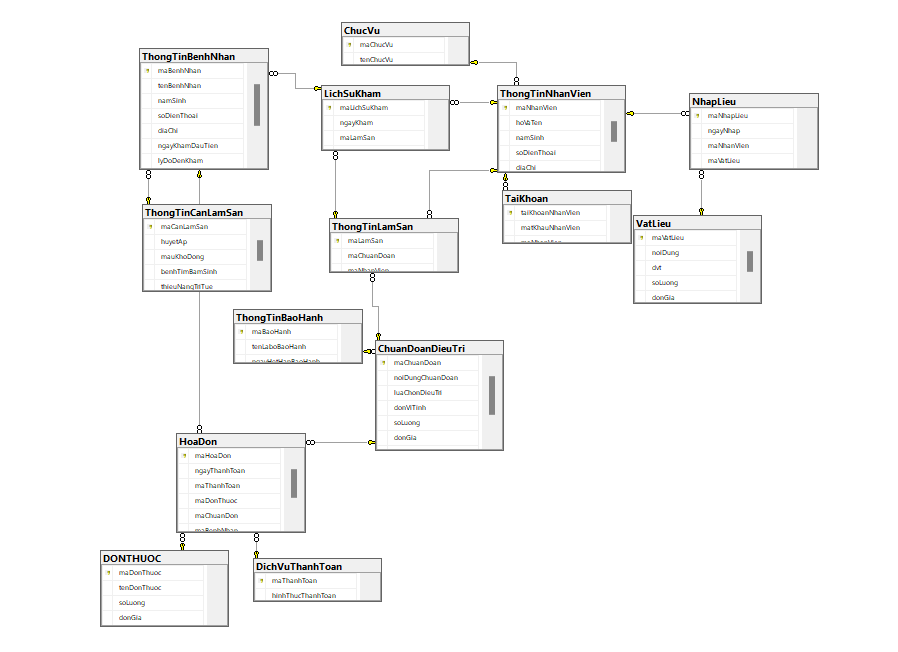 ChucVu
maChucVu
tenChucVu
ThongTinBenhNhan
maBenhNhan
tenBenhNhan
namSinh
soDienThoai
diaChi
ngayKhamDauTien
lyDoDenKham
LichSuKham
maLichSuKham
ngayKham
maLamSan
ThongTinNhanVien
maNhanVien
hoVaTen
namSinh
soDienThoai
diaChi
NhapLieu
maNhapLieu
ngayNhap
maNhanVien
maVatLieu
TaiKhoan
taiKhoanNhanVien
matKhauNhanVien
maNhanVien
ThongTinCanLamSan
maCanLamSan
huyetAp
mauKhoDong
benhTimBamSinh
thieuNangTriTue
ThongTinLamSan
maLamSan
maChuanDoan
maNhanVien
VatLieu
maVatLieu
noiDung
dvt
soLuong
donGia
ThongTinBaoHanh
maBaoHanh
tenLaboBaoHanh
ngayHetHanBaoHanh
ChuanDoanDieuTri
maChuanDoan
noiDungChuanDoan
luaChonDieuTri
donViTinh
soLuong
donGia
HoaDon
maHoaDon
ngayThanhToan
maThanhToan
maDonThuoc
maChuanDon
maBenhNhan
DONTHUOC
maDonThuoc
tenDonThuoc
soLuong
donGia
DichVuThanhToan
maThanhToan
hinhThucThanhToan